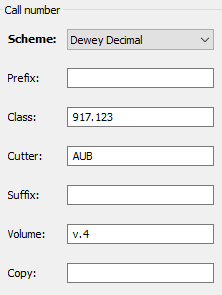 Call number
Scheme: Dewey Decimal
Prefix:
Class: 917.123
Cutter: AUB
Suffix:
Volume: v.4
Copy: